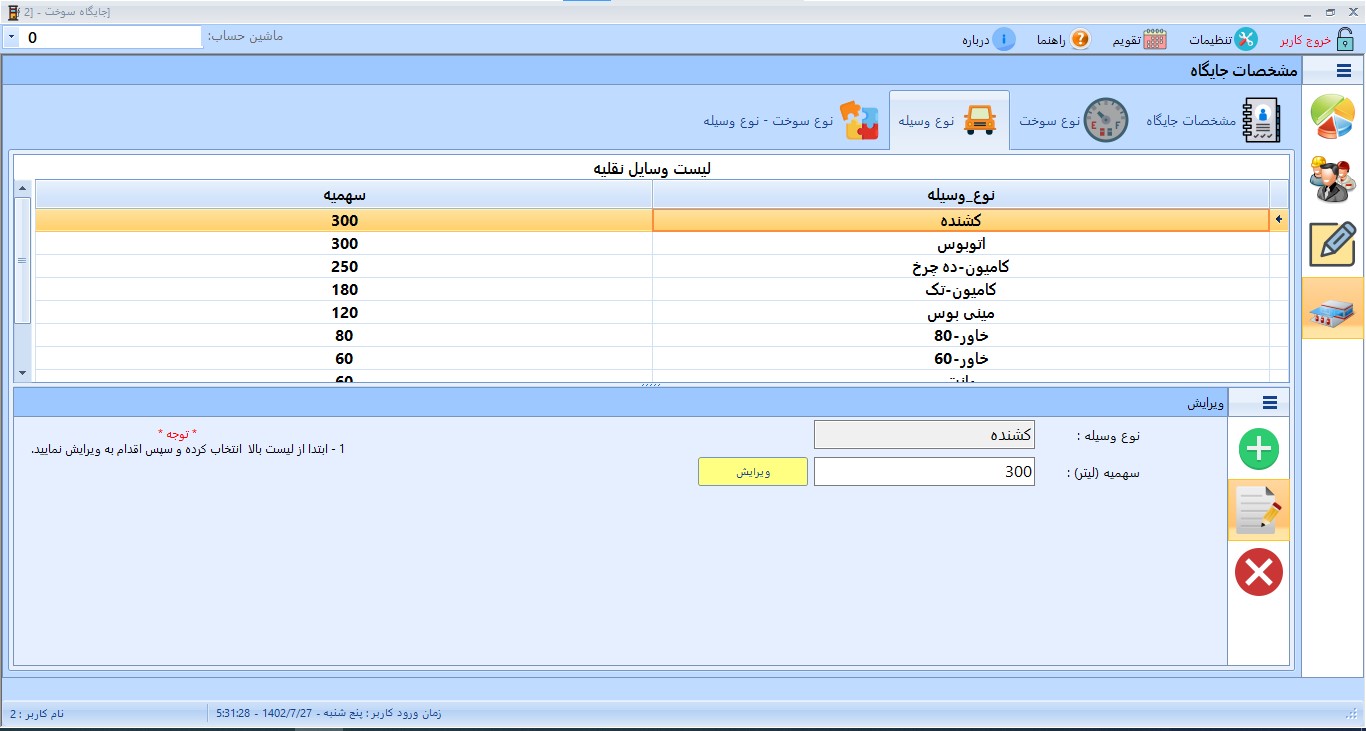 [جایگاه سوخت - [2
خروج کاربر
تنظیمات
تقویم
راهنما
درباره
ماشین حساب:
0
مشخصات جایگاه
مشخصات جایگاه
نوع سوخت
نوع وسیله
نوع سوخت - نوع وسیله
لیست وسایل نقلیه
نوع_وسیله سهمیه
کشنده 300
اتوبوس 300
کامیون-ده چرخ 250
کامیون-تک 180
مینی بوس 120
خاور-80 80
خاور-60 60
60
ویرایش
* توجه *
نوع وسیله : کشنده
1 - ابتدا از لیست بالا انتخاب کرده و سپس اقدام به ویرایش نمایید.
سهمیه (لیتر) : 300 ویرایش
زمان ورود کاربر : پنج شنبه - 1402/7/27 - 5:31:28
نام کاربر : 2